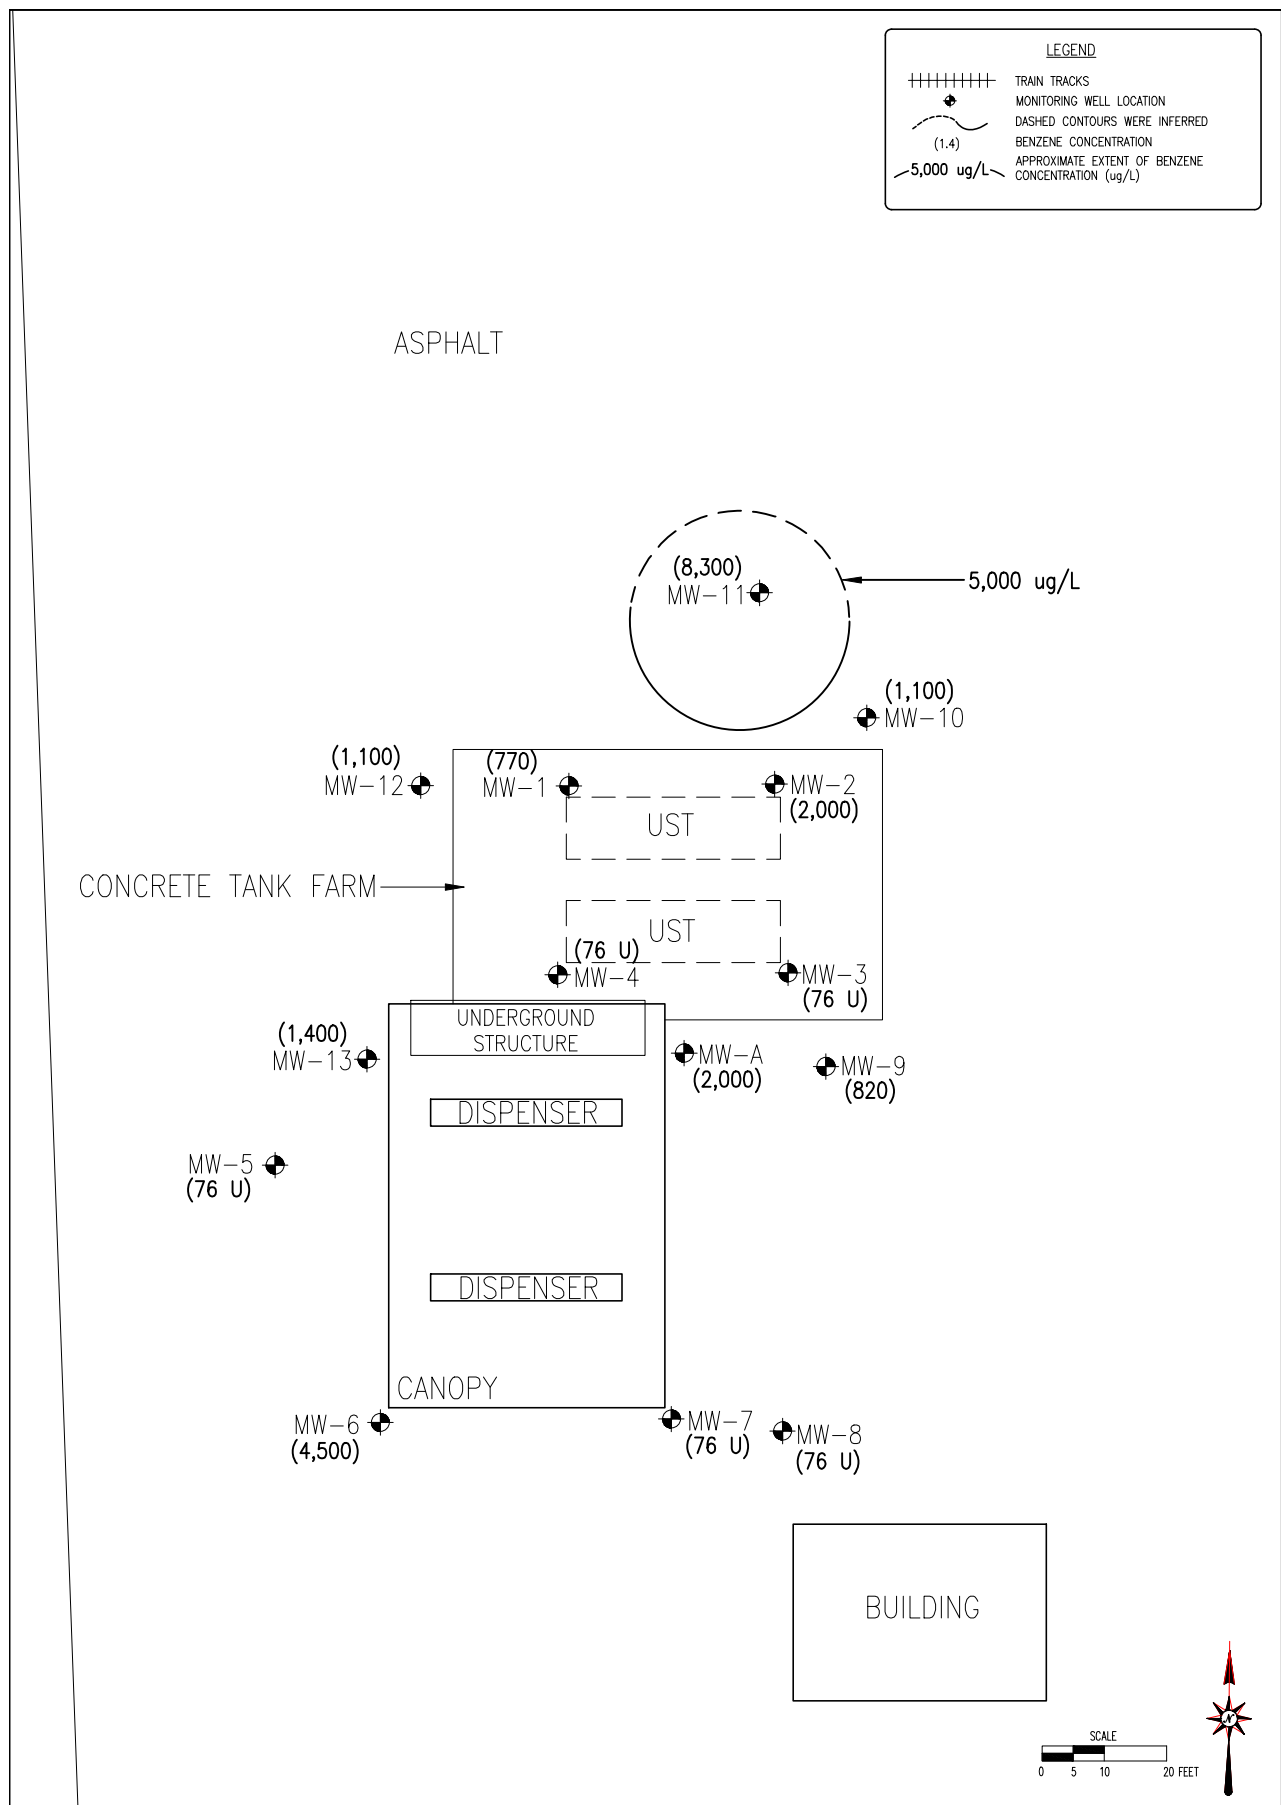 LEGEND
TRAIN TRACKS
MONITORING WELL LOCATION
DASHED CONTOURS WERE INFERRED
(1.4) BENZENE CONCENTRATION
5,000 ug/L APPROXIMATE EXTENT OF BENZENE
CONCENTRATION (ug/L)
ASPHALT
(8,300)
MW-11
5,000 ug/L
(1,100)
MW-10
(1,100)
MW-12
(770)
MW-1
MW-2
(2,000)
UST
CONCRETE TANK FARM
UST
(76 U)
MW-4
MW-3
(76 U)
UNDERGROUND
STRUCTURE
(1,400)
MW-13
MW-A
(2,000)
MW-9
(820)
DISPENSER
MW-5
(76 U)
DISPENSER
CANOPY
MW-6
(4,500)
MW-7
(76 U)
MW-8
(76 U)
BUILDING
N
SCALE
0 5 10 20 FEET